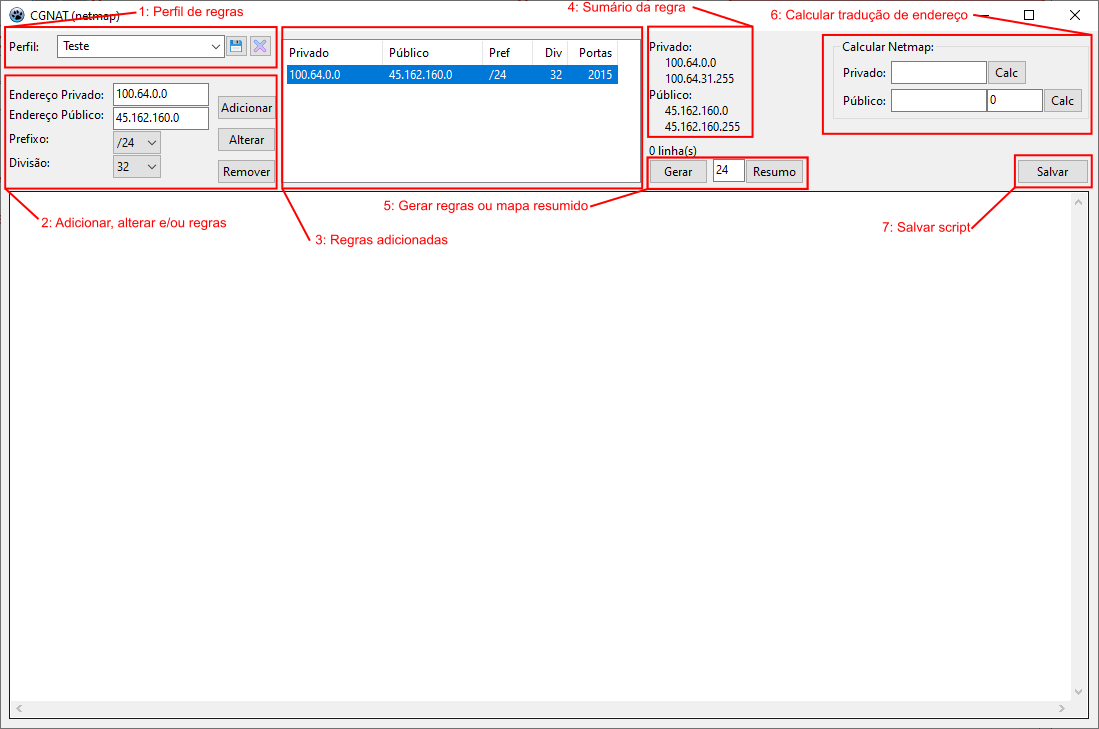 CGNAT (netmap)
1: Perfil de regras
4: Sumário da regra
6: Calcular tradução de endereço
Perfil:
Teste
Endereço Privado:
100.64.0.0
Endereço Público:
45.162.160.0
Prefixo:
/24
Divisão:
32
Adicionar
Alterar
Remover
Privado Público Pref Div Portas
100.64.0.0 45.162.160.0 /24 32 2015
Privado:
100.64.0.0
100.64.31.255
Público:
45.162.160.0
45.162.160.255
0 linha(s)
Gerar
24
Resumo
Calcular Netmap:
Privado:
Calc
Público:
0
Calc
Salvar
2: Adicionar, alterar e/ou regras
3: Regras adicionadas
5: Gerar regras ou mapa resumido
7: Salvar script